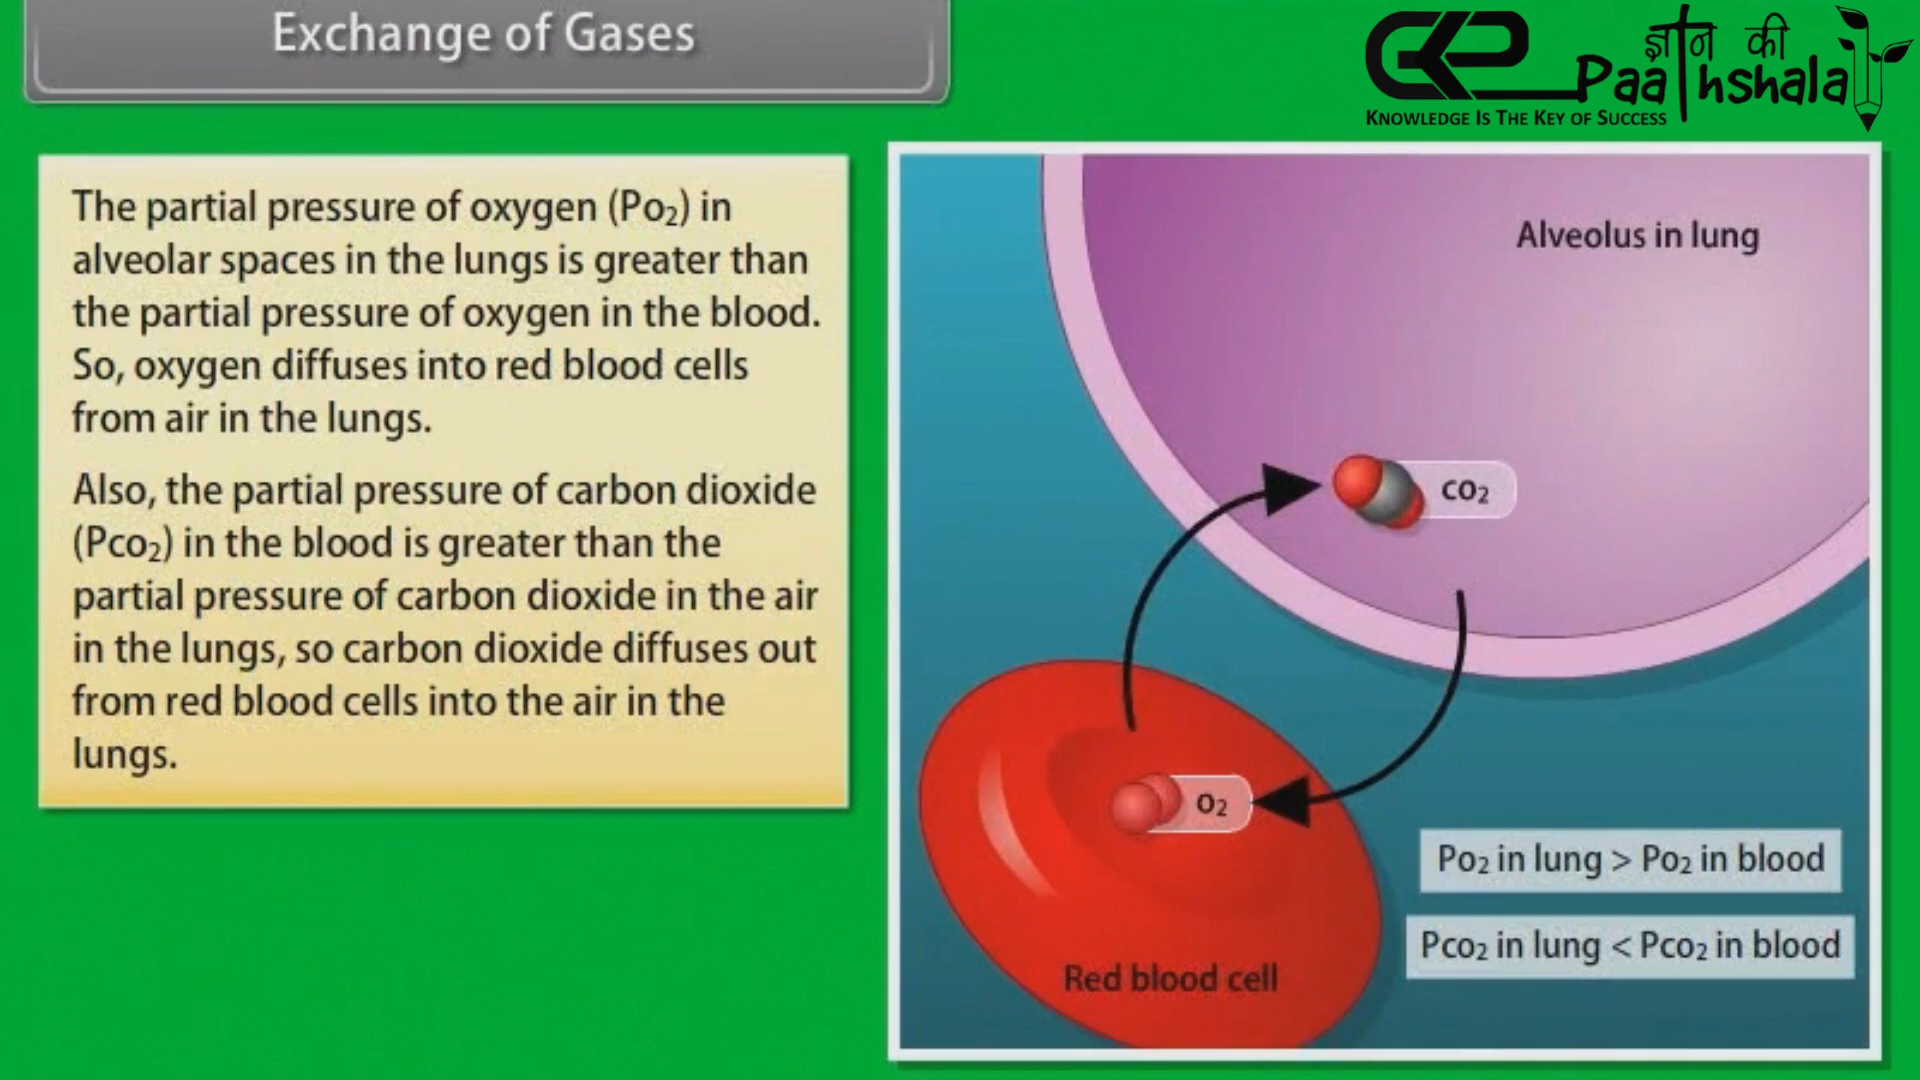 Exchange of Gases
GKP
ज्ञान की
Paathshala
KNOWLEDGE IS THE KEY OF SUCCESS
The partial pressure of oxygen (Po₂) in
alveolar spaces in the lungs is greater than
the partial pressure of oxygen in the blood.
So, oxygen diffuses into red blood cells
from air in the lungs.
Also, the partial pressure of carbon dioxide
(Pco₂) in the blood is greater than the
partial pressure of carbon dioxide in the air
in the lungs, so carbon dioxide diffuses out
from red blood cells into the air in the
lungs.
Alveolus in lung
CO₂
O₂
Po₂ in lung > Po₂ in blood
Pco₂ in lung < Pco₂ in blood
Red blood cell